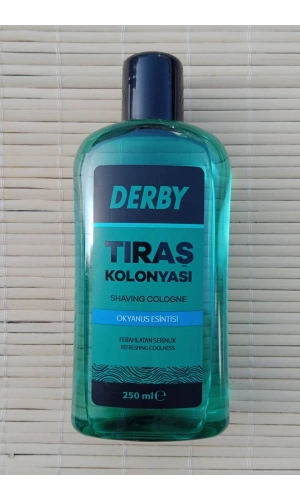 DERBY
TIRAŞ
KOLONYASI
SHAVING COLOGNE
OKYANUS ESİNTİSİ
FERAHLATAN SERİNLİK
REFRESHING COOLNESS
250 ml ℮